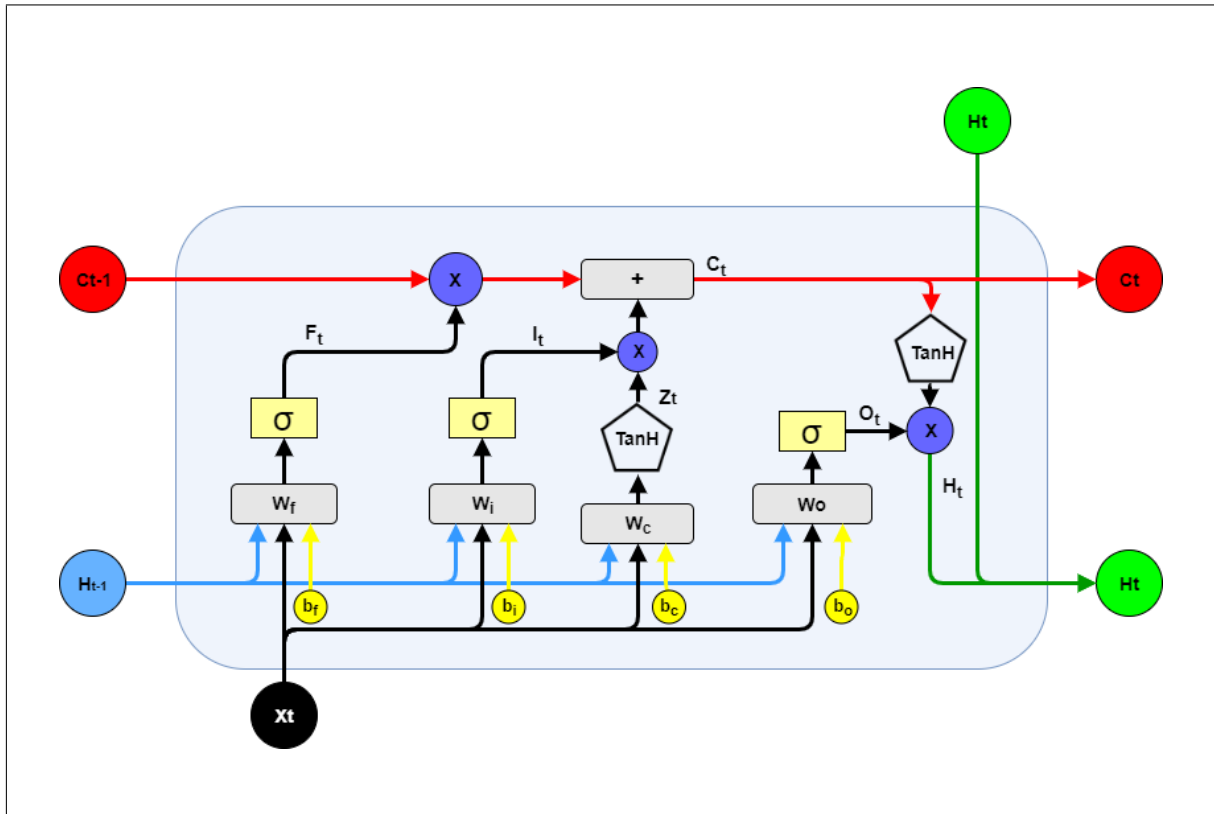 Ht
Ct-1
X
+
Ct
Ct
Ft
It
X
TanH
Zt
TanH
σ
σ
σ
Ot
X
Wf
Wi
Wc
Wo
Ht
Ht-1
bf
bi
bc
bo
Ht
Xt